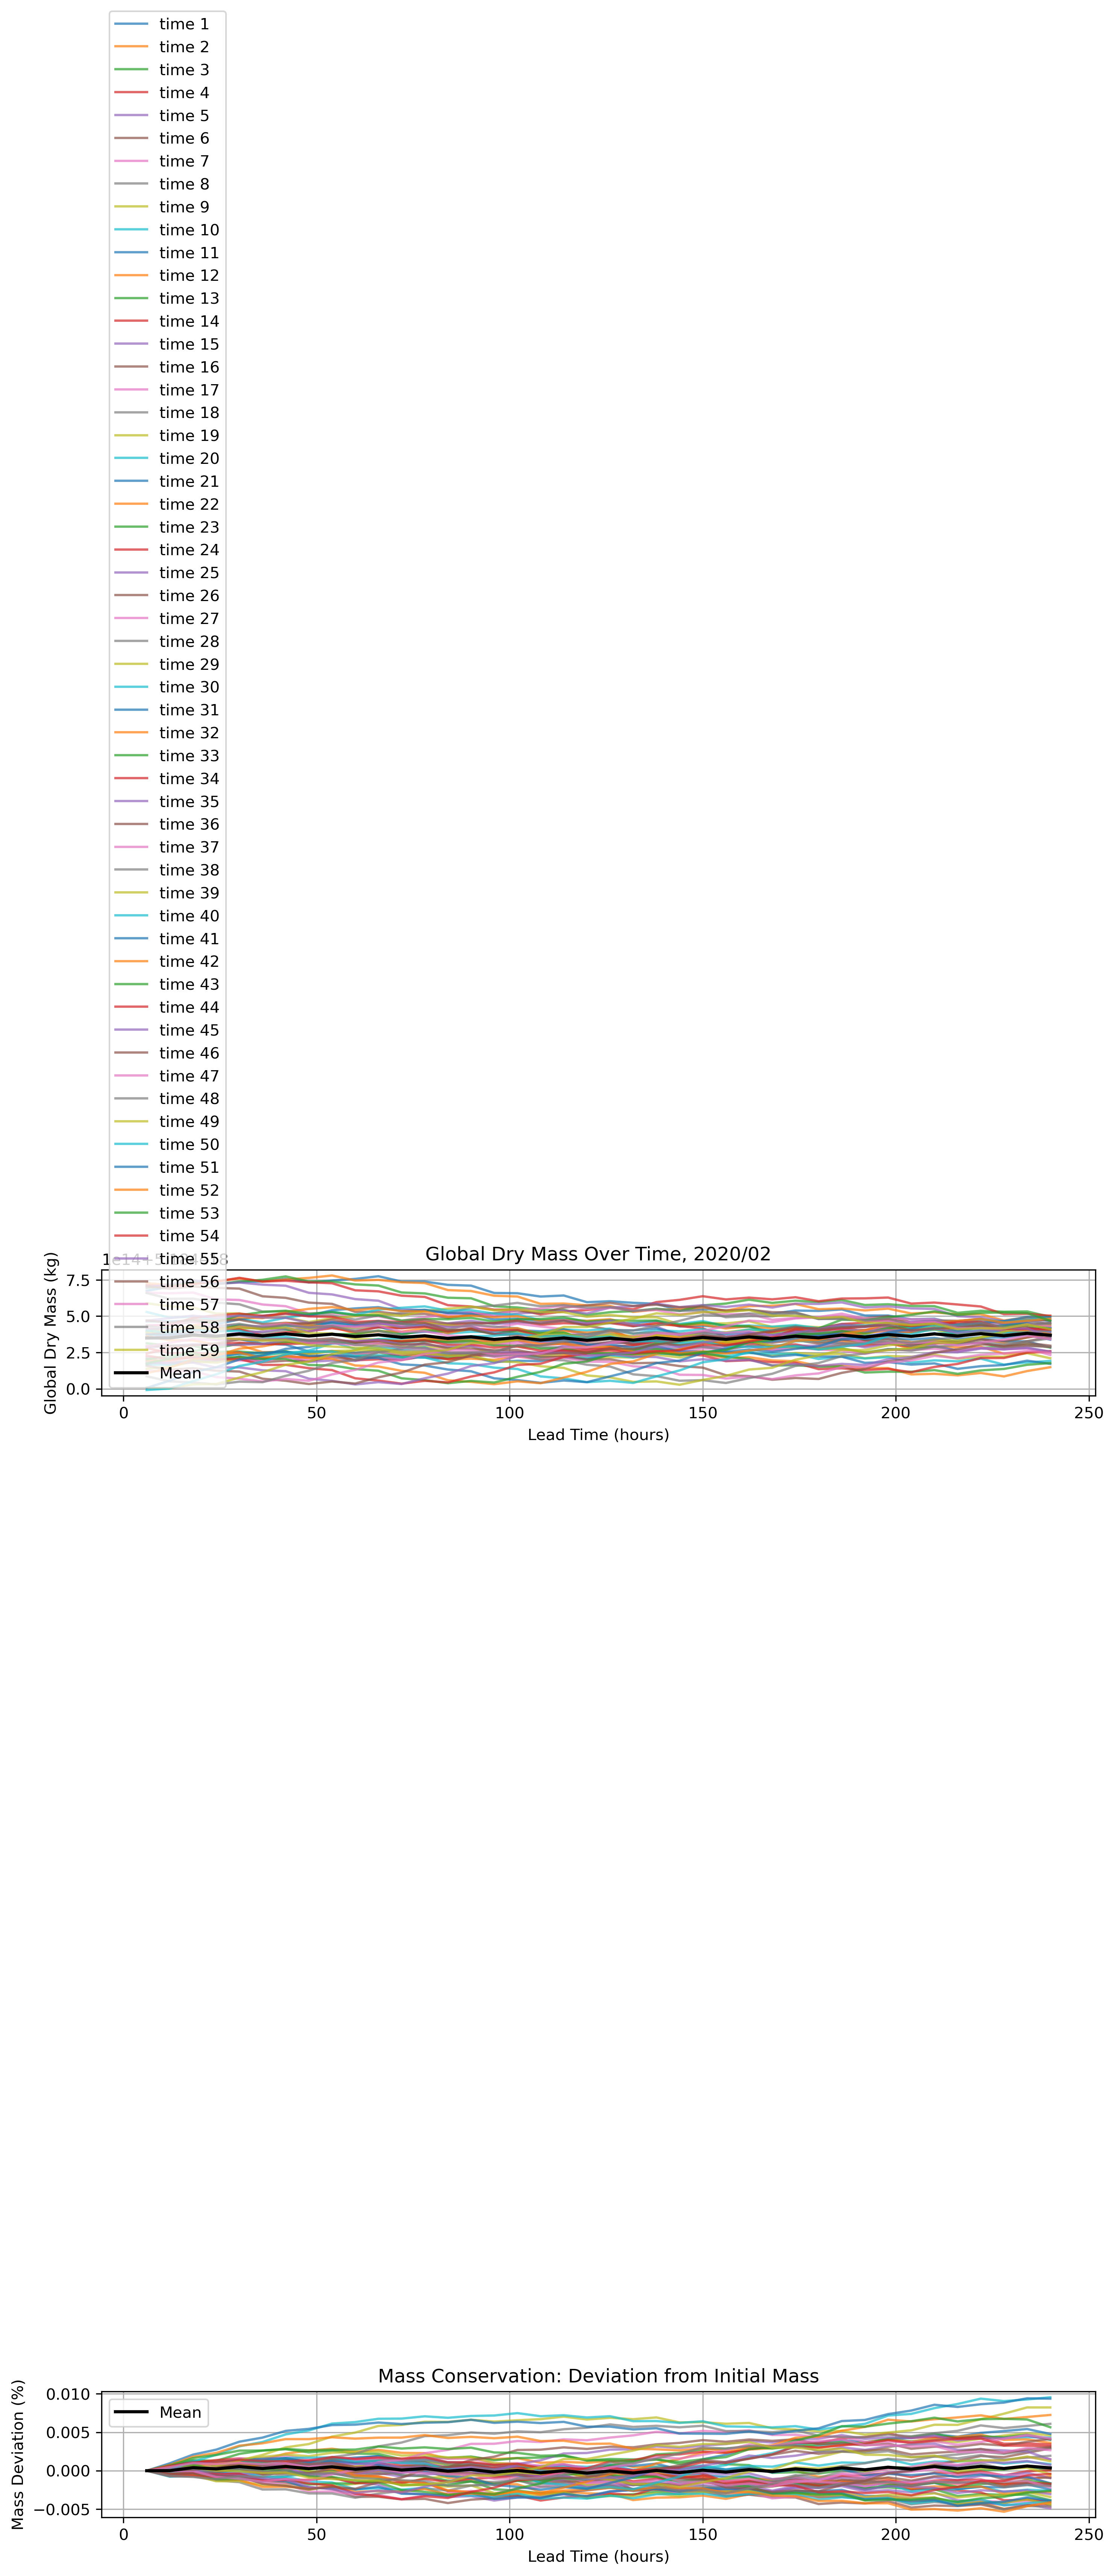 time 1
time 2
time 3
time 4
time 5
time 6
time 7
time 8
time 9
time 10
time 11
time 12
time 13
time 14
time 15
time 16
time 17
time 18
time 19
time 20
time 21
time 22
time 23
time 24
time 25
time 26
time 27
time 28
time 29
time 30
time 31
time 32
time 33
time 34
time 35
time 36
time 37
time 38
time 39
time 40
time 41
time 42
time 43
time 44
time 45
time 46
time 47
time 48
time 49
time 50
time 51
time 52
time 53
time 54
time 55
time 56
time 57
time 58
time 59
Mean
Global Dry Mass Over Time, 2020/02
Global Dry Mass (kg)
7.5
5.0
2.5
0.0
0 50 100 150 200 250
Lead Time (hours)
Mass Conservation: Deviation from Initial Mass
Mass Deviation (%)
Mean
0.010
0.005
0.000
−0.005
0 50 100 150 200 250
Lead Time (hours)